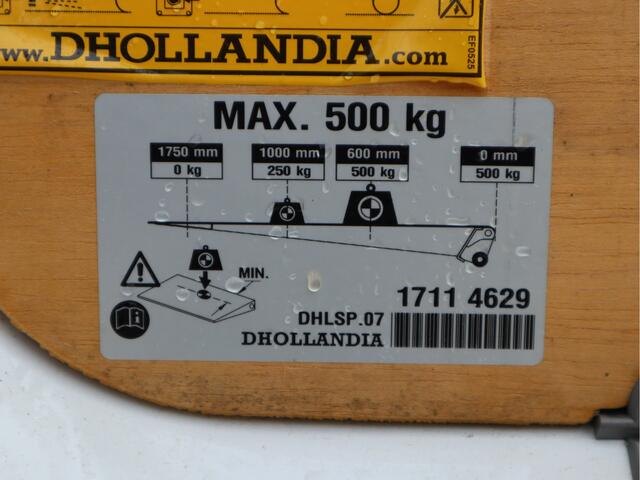 www.DHOLLANDIA.com
EF0525
MAX. 500 kg
1750 mm 1000 mm 600 mm 0 mm
0 kg 250 kg 500 kg 500 kg
MIN.
1711 4629
DHLSP.07
DHOLLANDIA